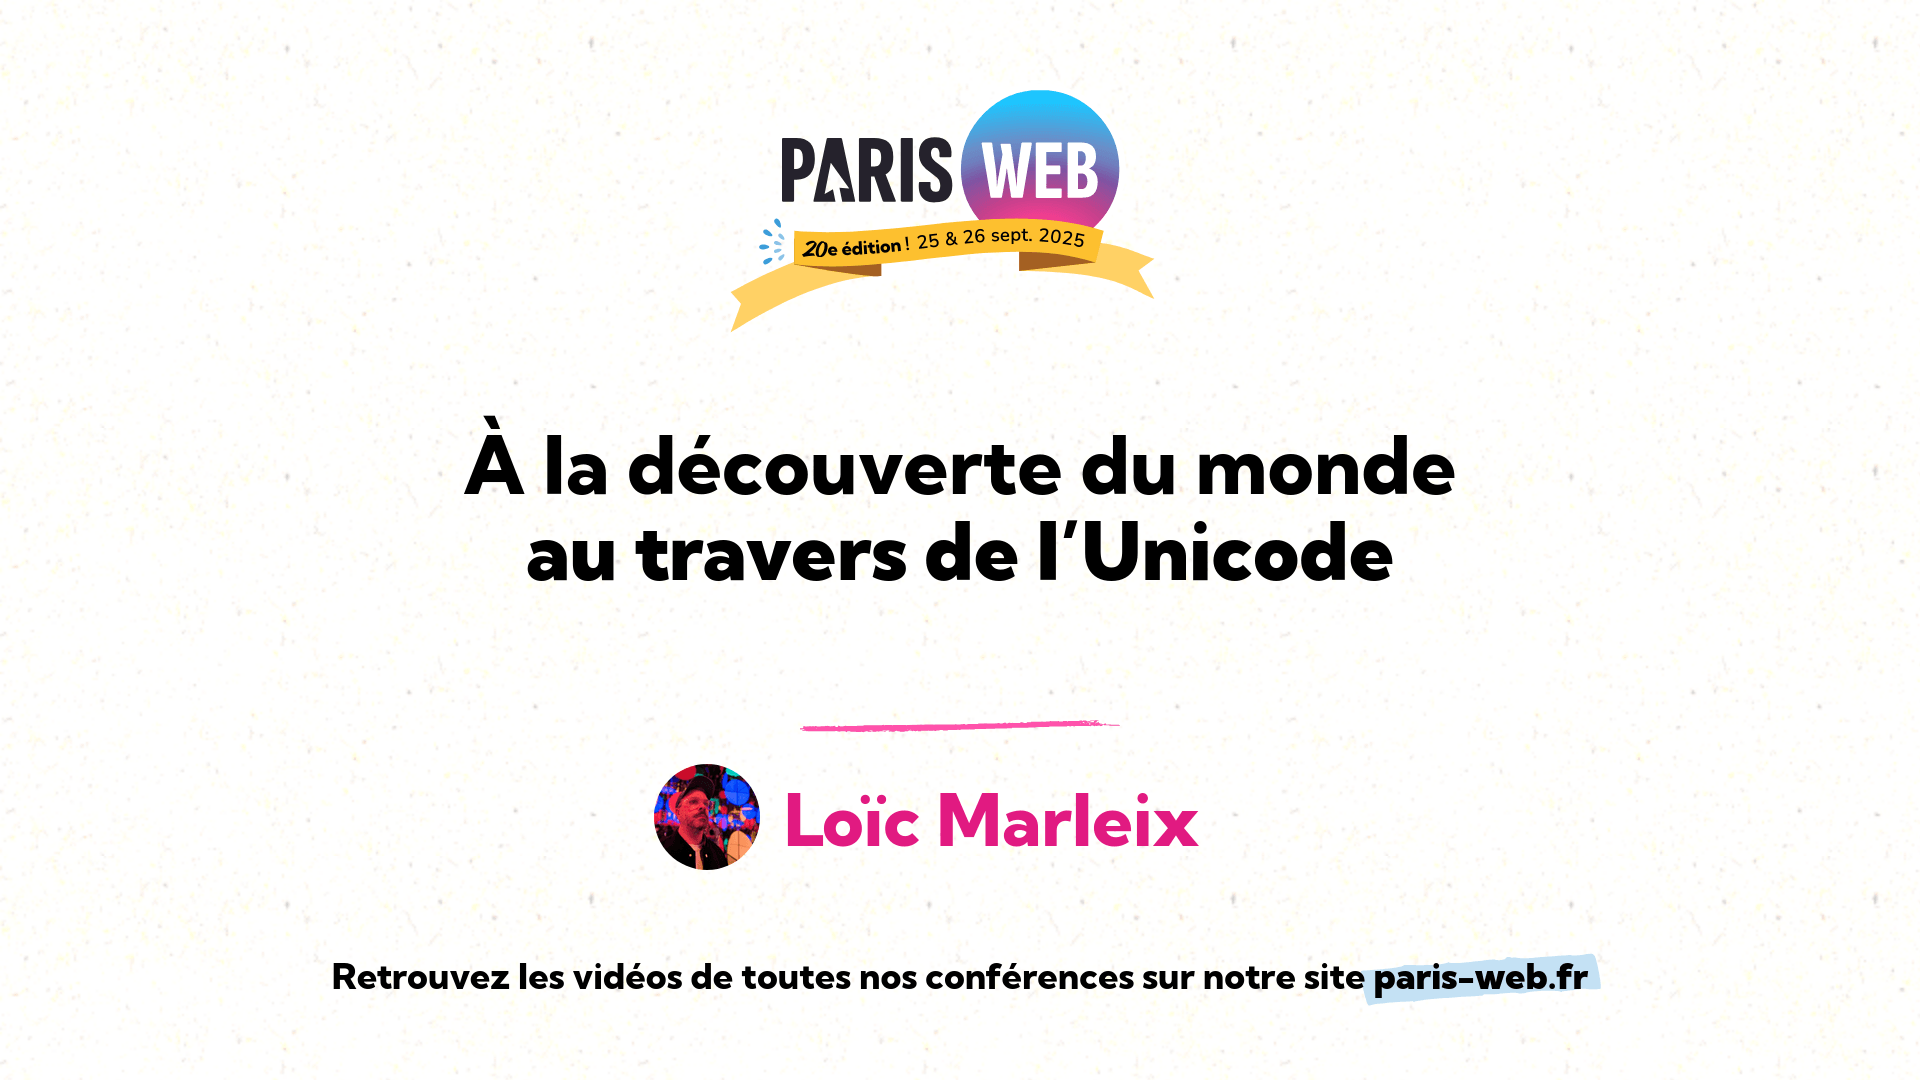 PARIS WEB
20e édition ! 25 & 26 sept. 2025
À la découverte du monde
au travers de l’Unicode
Loïc Marleix
Retrouvez les vidéos de toutes nos conférences sur notre site paris-web.fr